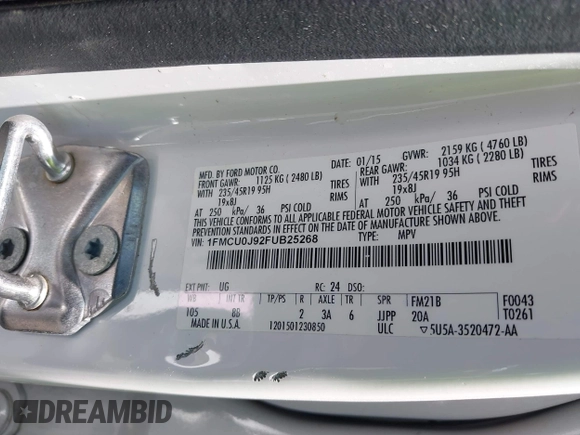 MFD. BY FORD MOTOR CO.
01/15 GVWR: 2159 KG ( 4760 LB)
FRONT GAWR: 1125 KG ( 2480 LB) REAR GAWR: 1034 KG ( 2280 LB)
WITH 235/45R19 95H TIRES WITH 235/45R19 95H TIRES
19x8J RIMS 19x8J RIMS
AT 250 kPa/ 36 PSI COLD AT 250 kPa/ 36 PSI COLD
THIS VEHICLE CONFORMS TO ALL APPLICABLE FEDERAL MOTOR VEHICLE SAFETY AND THEFT
PREVENTION STANDARDS IN EFFECT ON THE DATE OF MANUFACTURE SHOWN ABOVE.
1FMCU0J92FUB25268 TYPE: MPV
EXT PNT: UG RC: 24 DSO:
WB INT TR TP/PS R AXLE TR SPR FM21B F0043
105 BB 2 3A 6 JJPP 20A T0261
MADE IN U.S.A. 1201501230850 ULC ▽5U5A-3520472-AA
DREAMBID